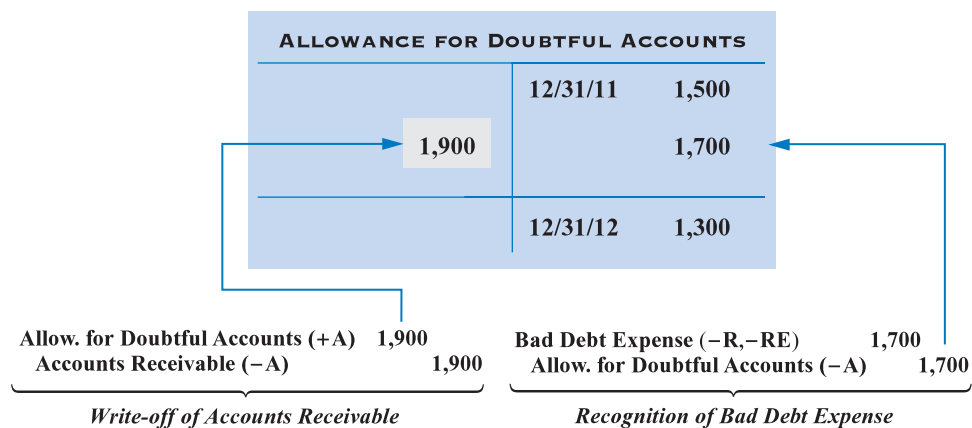 ALLOWANCE FOR DOUBTFUL ACCOUNTS
12/31/11 1,500
1,900 1,700
12/31/12 1,300
Allow. for Doubtful Accounts (+A) 1,900
Accounts Receivable (−A) 1,900
Write-off of Accounts Receivable
Bad Debt Expense (−R,−RE) 1,700
Allow. for Doubtful Accounts (−A) 1,700
Recognition of Bad Debt Expense